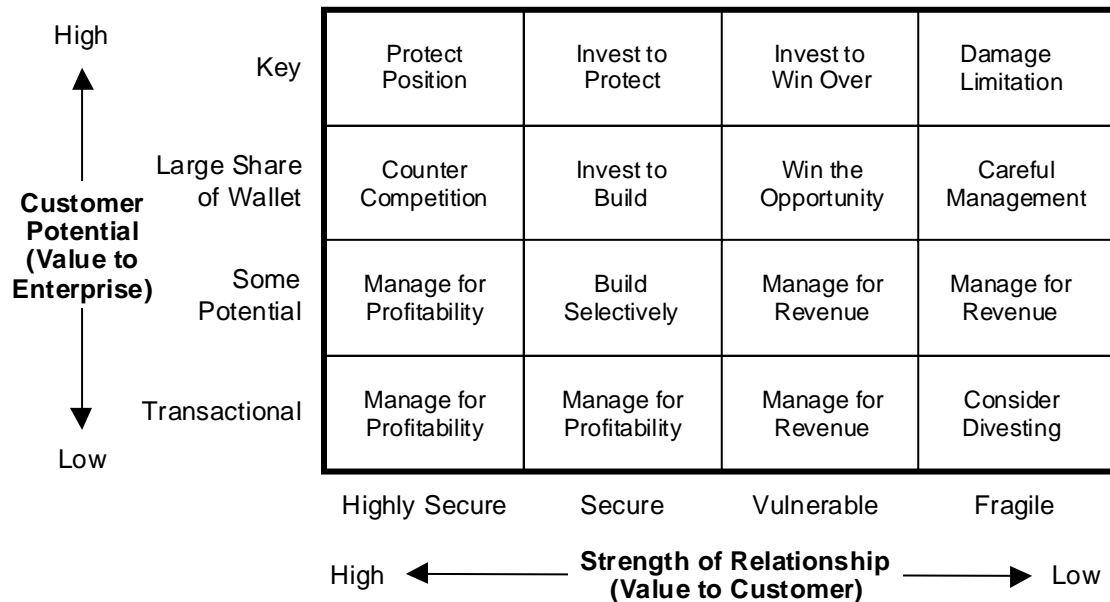 High
Key
Protect
Position
Invest to
Protect
Invest to
Win Over
Damage
Limitation
Large Share
of Wallet
Counter
Competition
Invest to
Build
Win the
Opportunity
Careful
Management
Customer
Potential
(Value to
Enterprise)
Some
Potential
Manage for
Profitability
Build
Selectively
Manage for
Revenue
Manage for
Revenue
Transactional
Manage for
Profitability
Manage for
Profitability
Manage for
Revenue
Consider
Divesting
Low
Highly Secure
Secure
Vulnerable
Fragile
High
Strength of Relationship
(Value to Customer)
Low